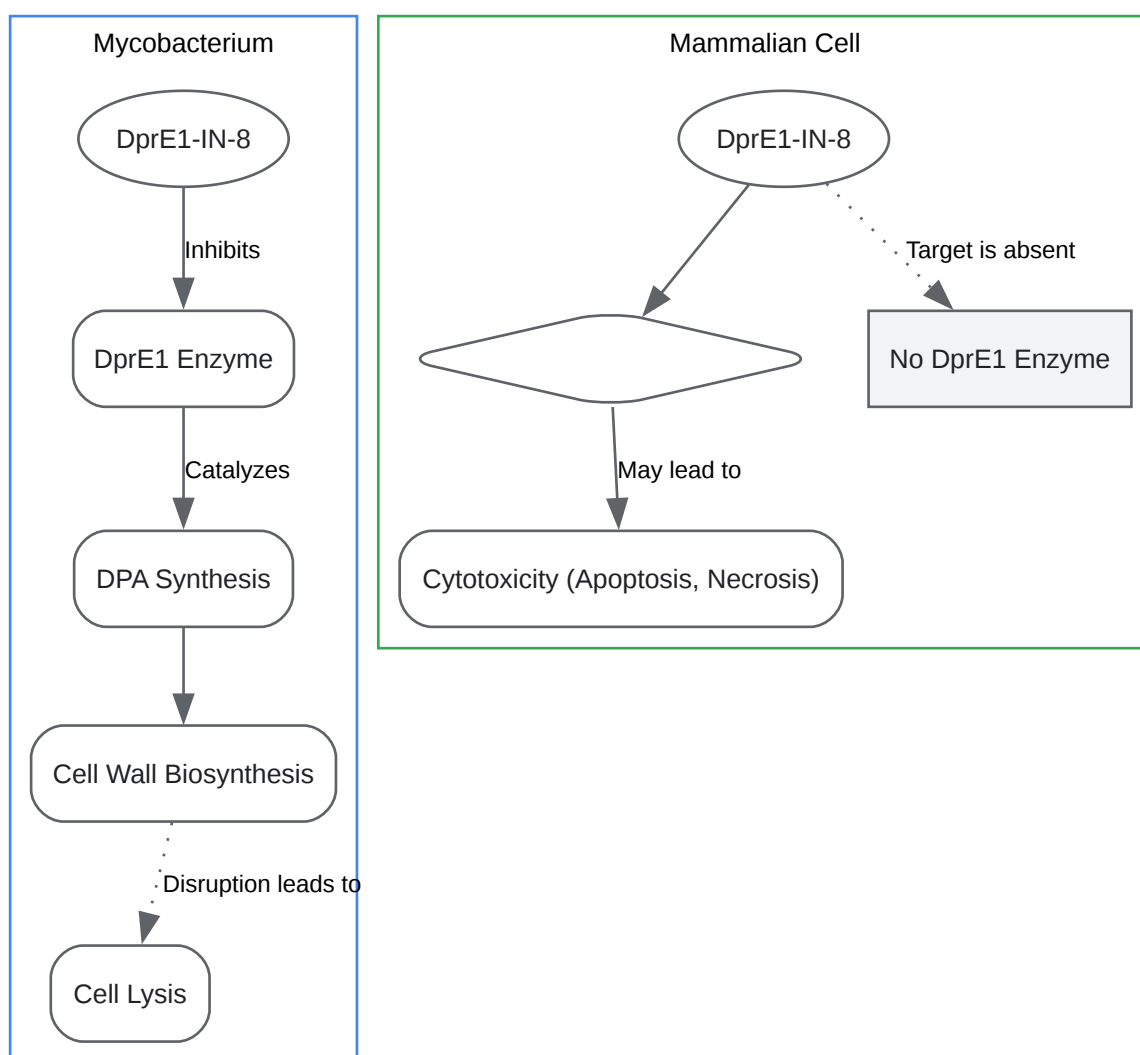 Mycobacterium
DprE1-IN-8
Inhibits
DprE1 Enzyme
Catalyzes
DPA Synthesis
Cell Wall Biosynthesis
Disruption leads to
Cell Lysis
Mammalian Cell
DprE1-IN-8
Target is absent
No DprE1 Enzyme
May lead to
Cytotoxicity (Apoptosis, Necrosis)